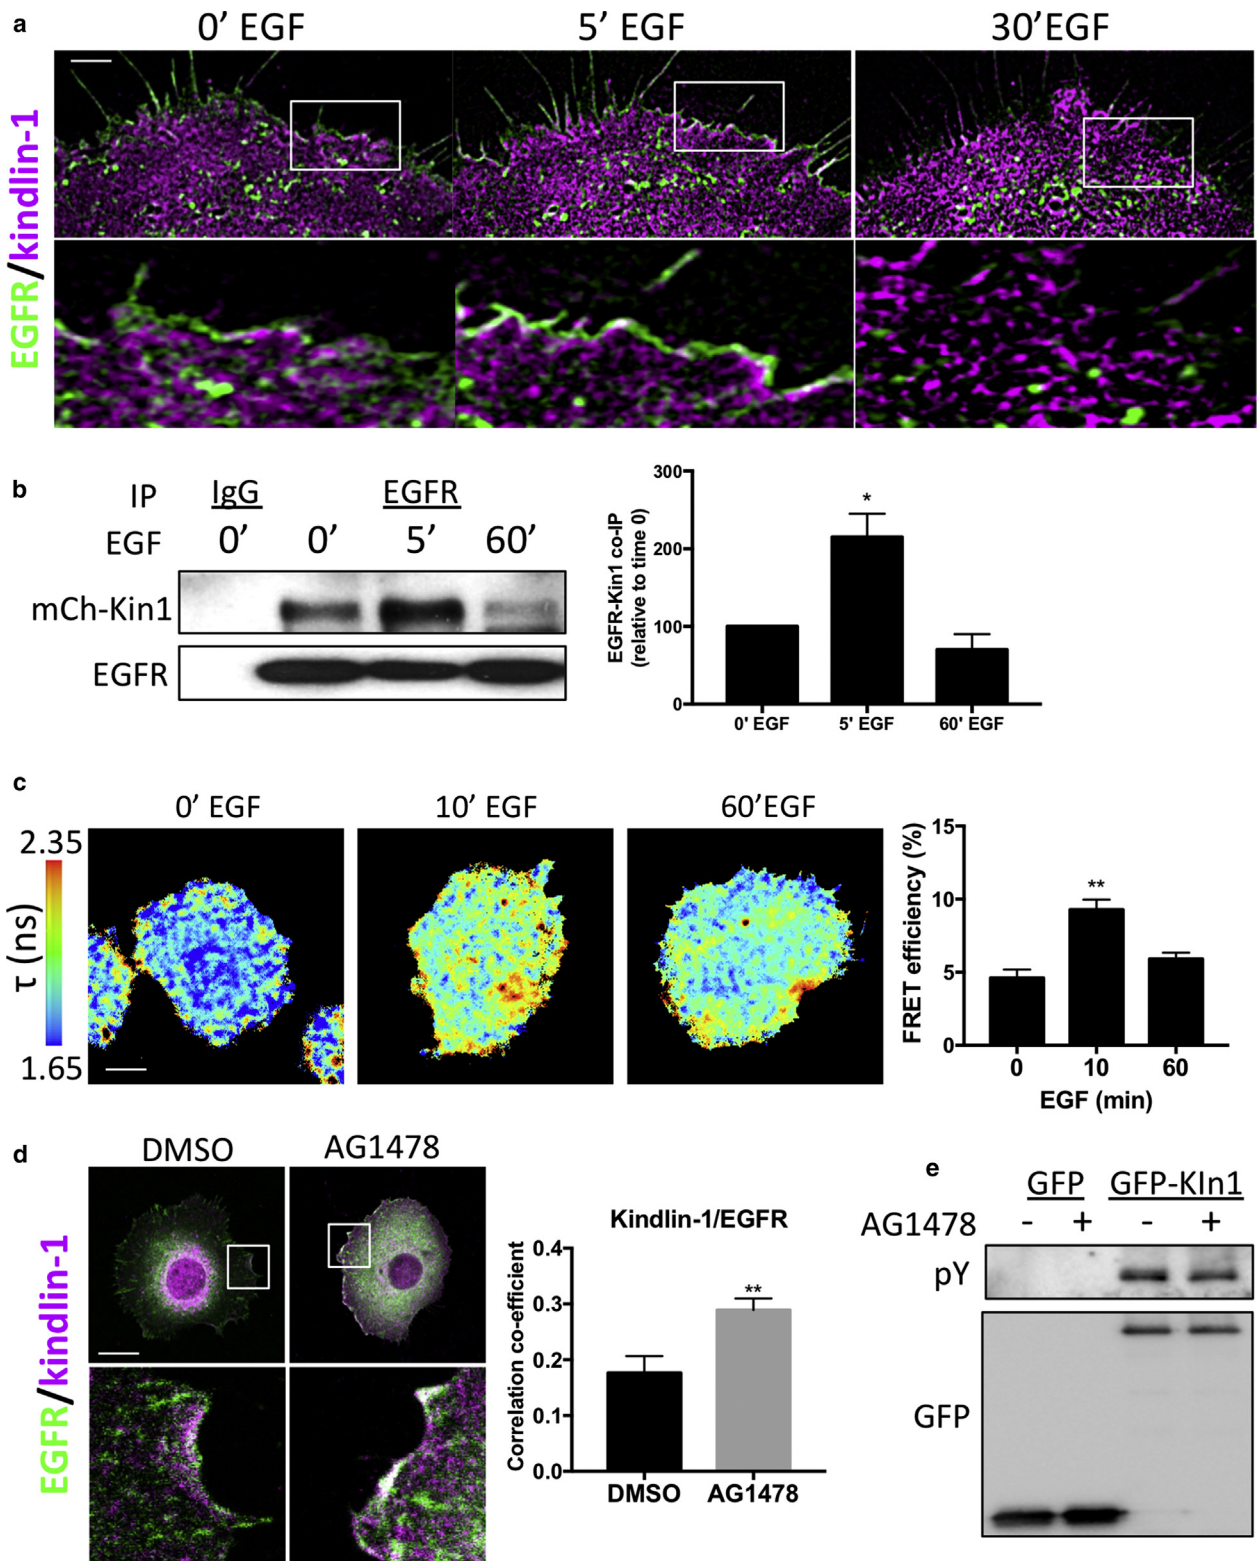 a
0’ EGF
5’ EGF
30’EGF
EGFR/kindlin-1
b
IP
IgG
EGFR
EGF
0’
0’
5’
60’
mCh-Kin1
EGFR
EGFR-Kin1 co-IP
(relative to time 0)
300
200
100
0
0' EGF
5' EGF
60' EGF
*
c
0’ EGF
10’ EGF
60’EGF
2.35
τ (ns)
1.65
FRET efficiency (%)
15
10
5
0
**
0
10
60
EGF (min)
d
DMSO
AG1478
EGFR/kindlin-1
Kindlin-1/EGFR
Correlation co-efficient
0.4
0.3
0.2
0.1
0.0
**
DMSO
AG1478
e
GFP
GFP-KIn1
AG1478
-
+
-
+
pY
GFP